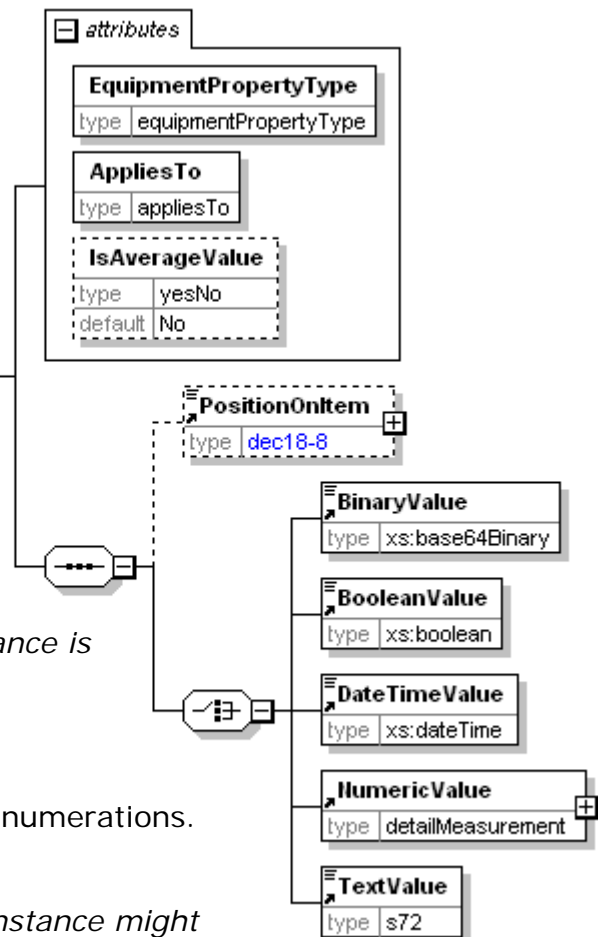 attributes
EquipmentPropertyType
type equipmentPropertyType
AppliesTo
type appliesTo
IsAverageValue
type yesNo
default No
PositionOnItem
type dec18-8
BinaryValue
type xs:base64Binary
BooleanValue
type xs:boolean
ance is
DateTimeValue
type xs:dateTime
NumericValue
type detailMeasurement
numerations.
TextValue
type s72
nstance might